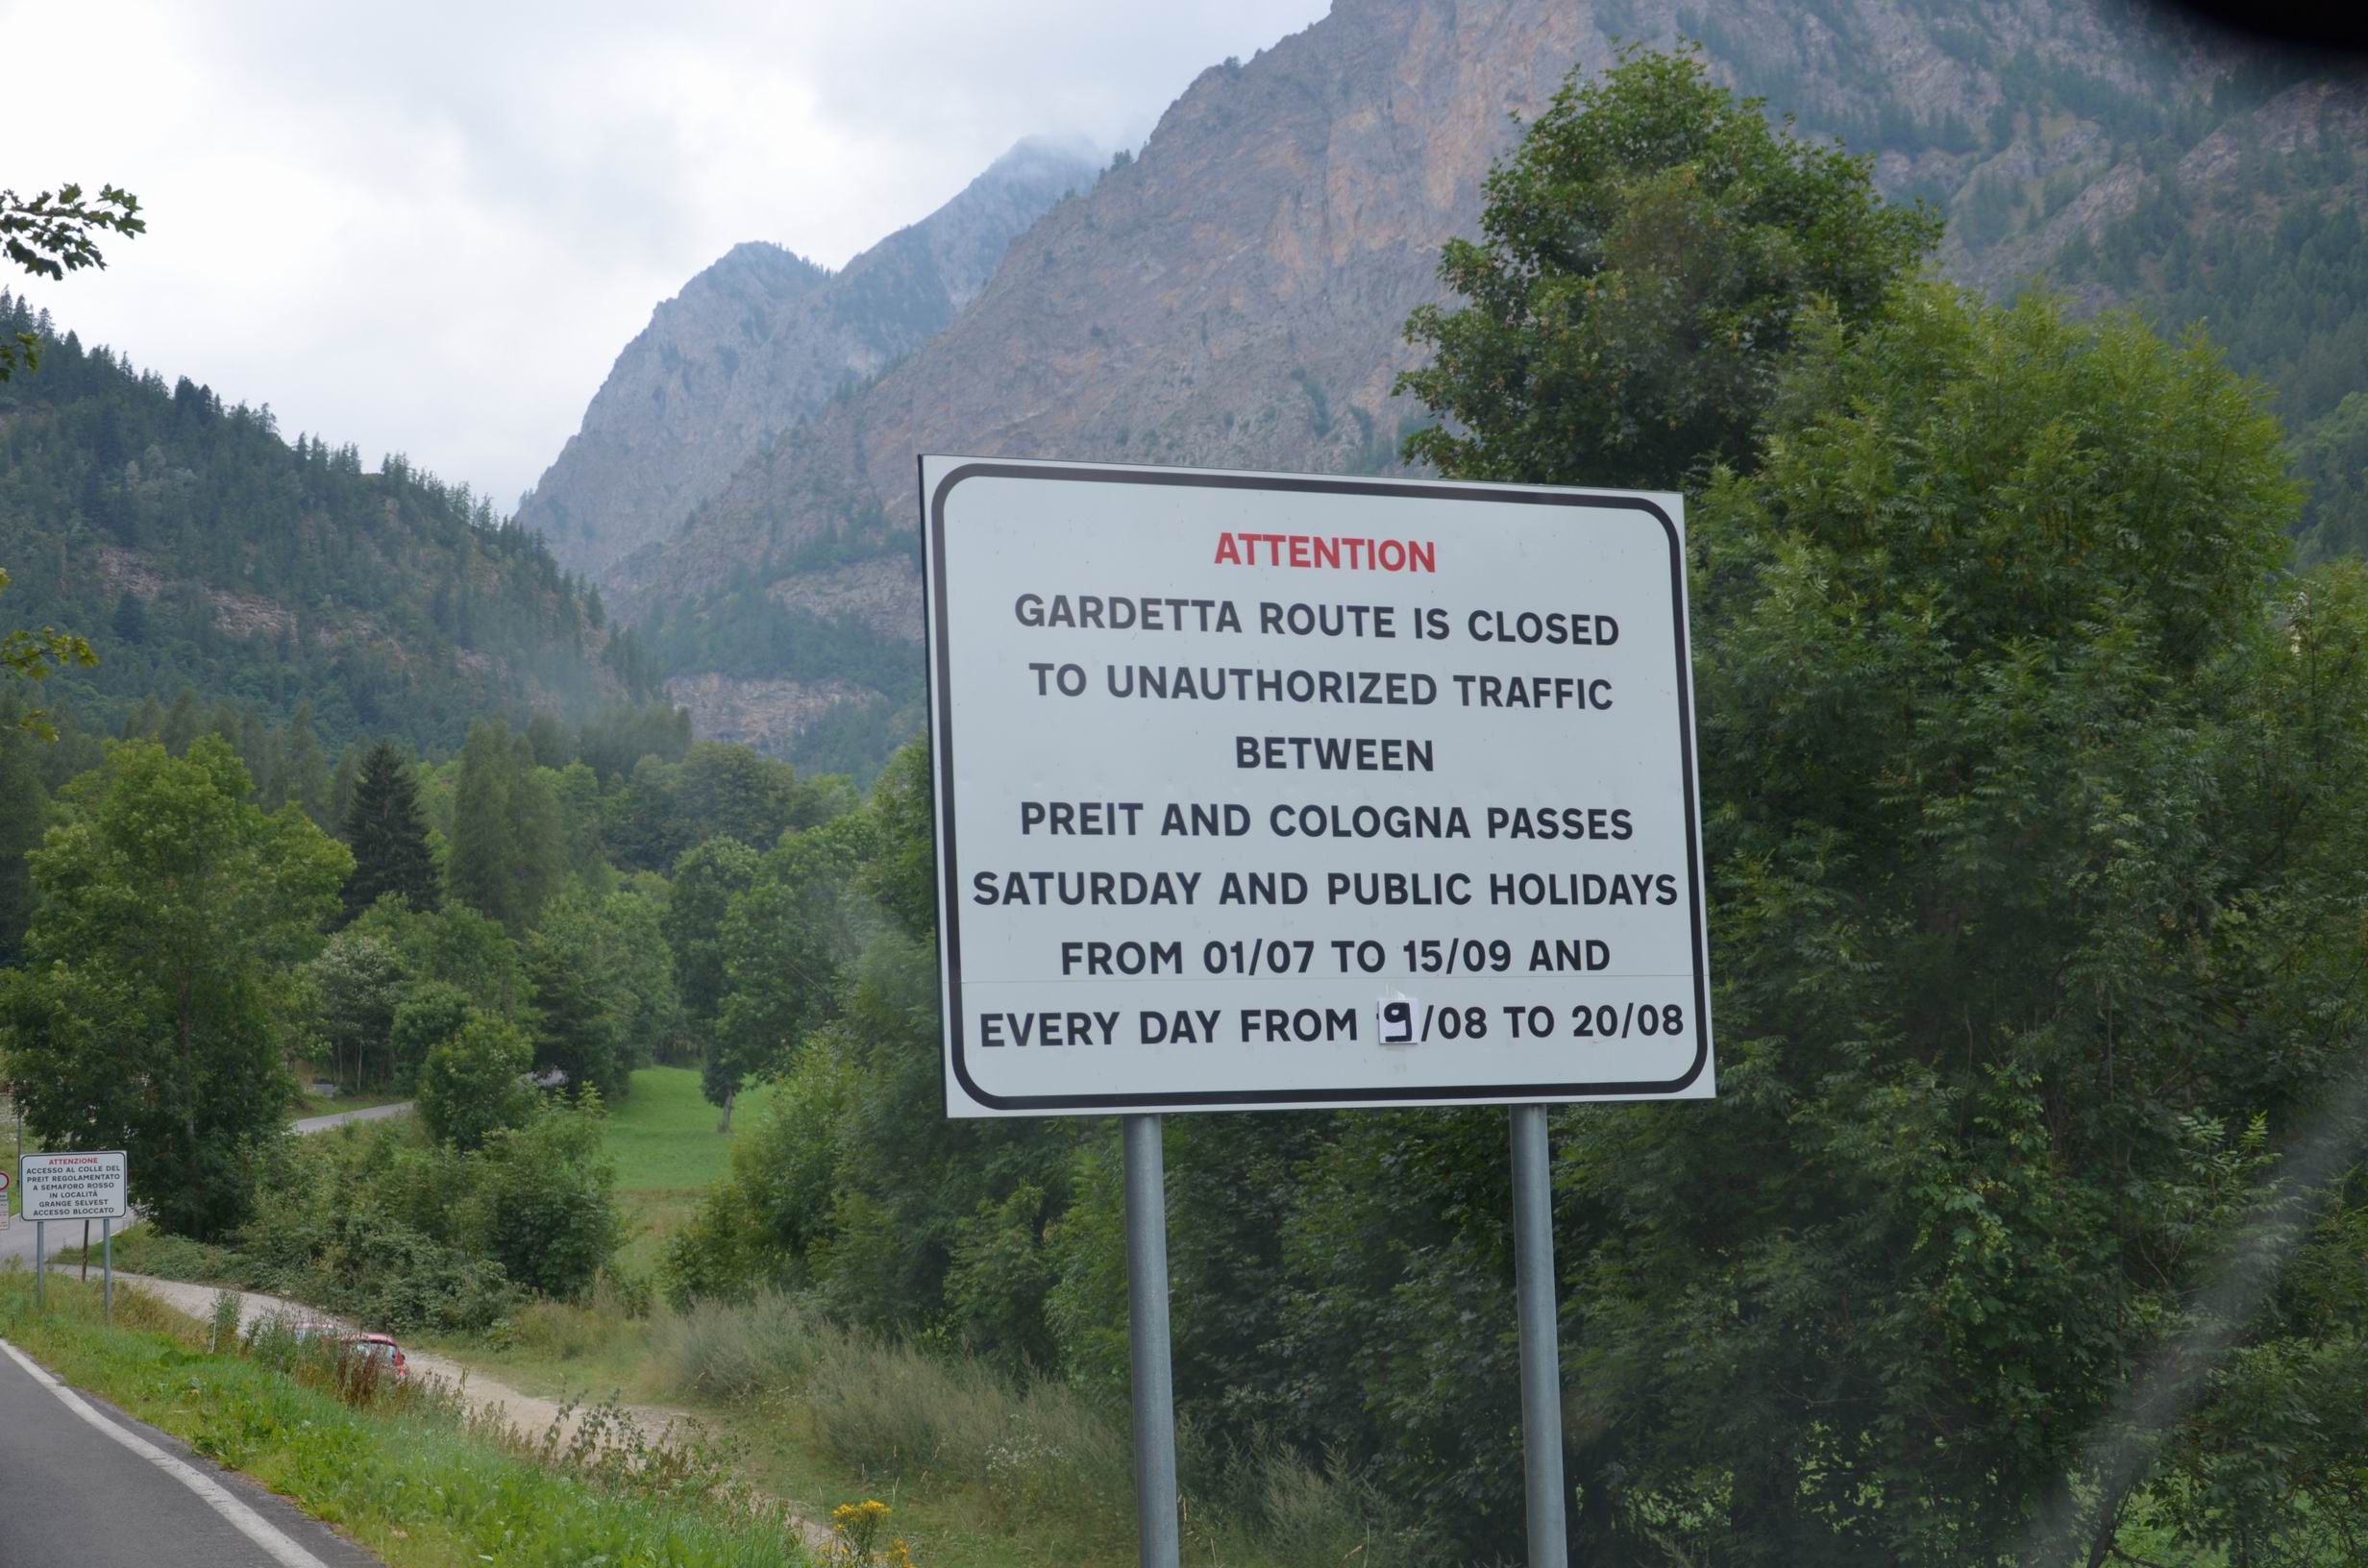 ATTENTION
GARDETTA ROUTE IS CLOSED
TO UNAUTHORIZED TRAFFIC
BETWEEN
PREIT AND COLOGNA PASSES
SATURDAY AND PUBLIC HOLIDAYS
FROM 01/07 TO 15/09 AND
EVERY DAY FROM 9/08 TO 20/08
ATTENZIONE
ACCESSO AL COLLE DEL
PREIT REGOLAMENTATO
A SEMAFORO ROSSO
IN LOCALITÀ
GRANGE SELVEST
ACCESSO BLOCCATO